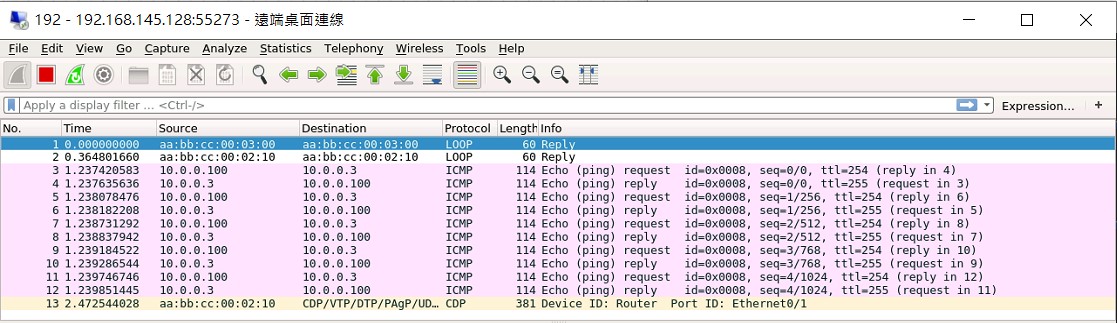 192 - 192.168.145.128:55273 - 遠端桌面連線
File Edit View Go Capture Analyze Statistics Telephony Wireless Tools Help
Apply a display filter ... <Ctrl-/> Expression... +
No. Time Source Destination Protocol Length Info
1 0.000000000 aa:bb:cc:00:03:00 aa:bb:cc:00:03:00 LOOP 60 Reply
2 0.364801660 aa:bb:cc:00:02:10 aa:bb:cc:00:02:10 LOOP 60 Reply
3 1.237420583 10.0.0.100 10.0.0.3 ICMP 114 Echo (ping) request id=0x0008, seq=0/0, ttl=254 (reply in 4)
4 1.237635636 10.0.0.3 10.0.0.100 ICMP 114 Echo (ping) reply id=0x0008, seq=0/0, ttl=255 (request in 3)
5 1.238078476 10.0.0.100 10.0.0.3 ICMP 114 Echo (ping) request id=0x0008, seq=1/256, ttl=254 (reply in 6)
6 1.238182208 10.0.0.3 10.0.0.100 ICMP 114 Echo (ping) reply id=0x0008, seq=1/256, ttl=255 (request in 5)
7 1.238731292 10.0.0.100 10.0.0.3 ICMP 114 Echo (ping) request id=0x0008, seq=2/512, ttl=254 (reply in 8)
8 1.238837942 10.0.0.3 10.0.0.100 ICMP 114 Echo (ping) reply id=0x0008, seq=2/512, ttl=255 (request in 7)
9 1.239184522 10.0.0.100 10.0.0.3 ICMP 114 Echo (ping) request id=0x0008, seq=3/768, ttl=254 (reply in 10)
10 1.239286544 10.0.0.3 10.0.0.100 ICMP 114 Echo (ping) reply id=0x0008, seq=3/768, ttl=255 (request in 9)
11 1.239746746 10.0.0.100 10.0.0.3 ICMP 114 Echo (ping) request id=0x0008, seq=4/1024, ttl=254 (reply in 12)
12 1.239851445 10.0.0.3 10.0.0.100 ICMP 114 Echo (ping) reply id=0x0008, seq=4/1024, ttl=255 (request in 11)
13 2.472544028 aa:bb:cc:00:02:10 CDP/VTP/DTP/PAgP/UD… CDP 381 Device ID: Router Port ID: Ethernet0/1